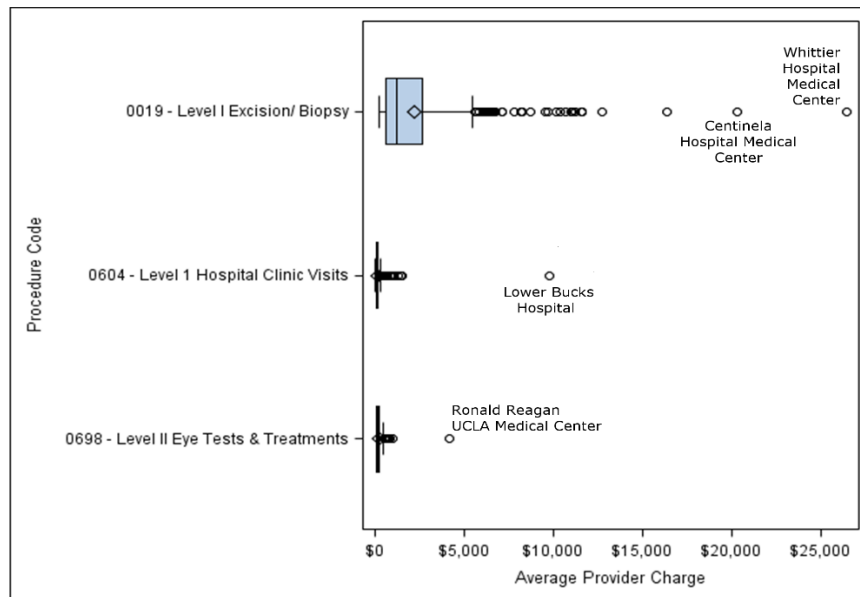 Whittier
Hospital
Medical
Center
0019 - Level I Excision/ Biopsy
Centinela
Hospital Medical
Center
Procedure Code
0604 - Level 1 Hospital Clinic Visits
Lower Bucks
Hospital
Ronald Reagan
UCLA Medical Center
0698 - Level II Eye Tests & Treatments
$0
$5,000
$10,000
$15,000
$20,000
$25,000
Average Provider Charge